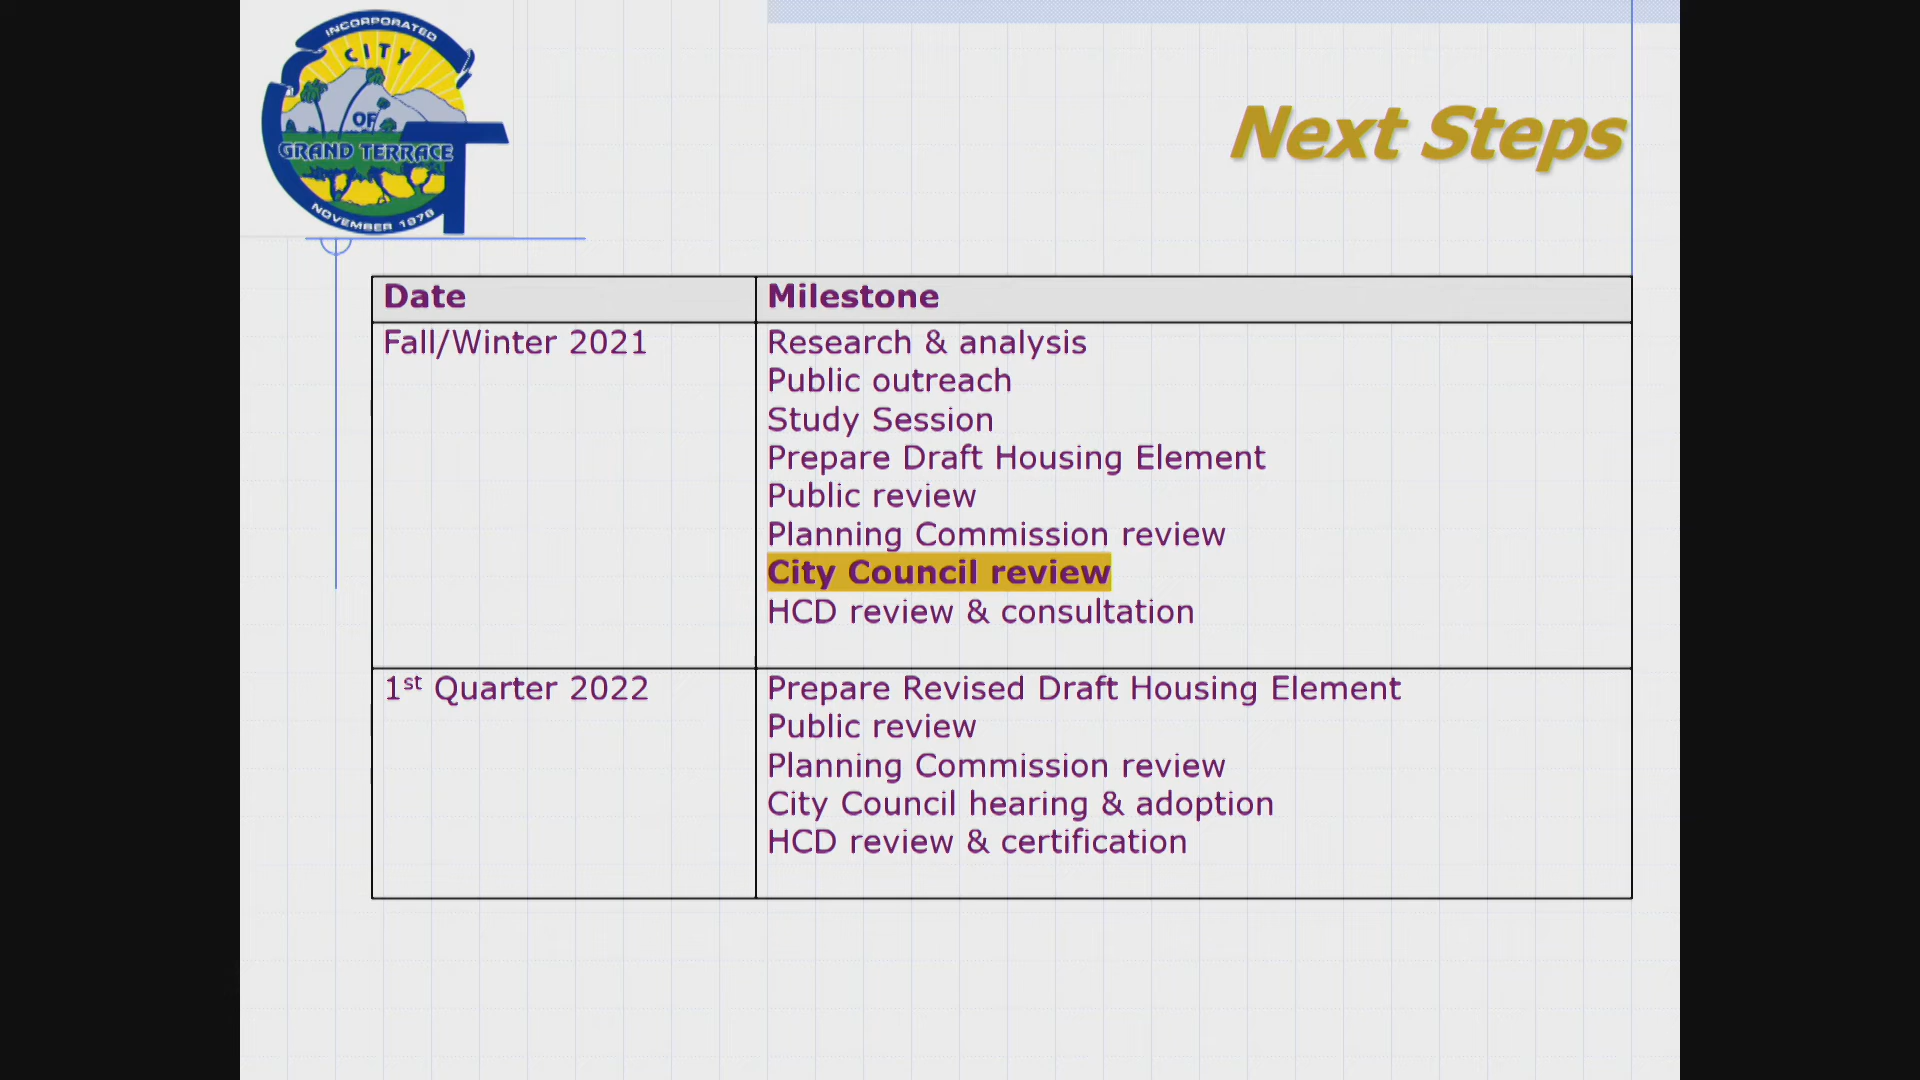 INCORPORATED
CITY
OF
GRAND TERRACE
NOVEMBER 1978
Next Steps
Date
Milestone
Fall/Winter 2021
Research & analysis
Public outreach
Study Session
Prepare Draft Housing Element
Public review
Planning Commission review
City Council review
HCD review & consultation
1st Quarter 2022
Prepare Revised Draft Housing Element
Public review
Planning Commission review
City Council hearing & adoption
HCD review & certification